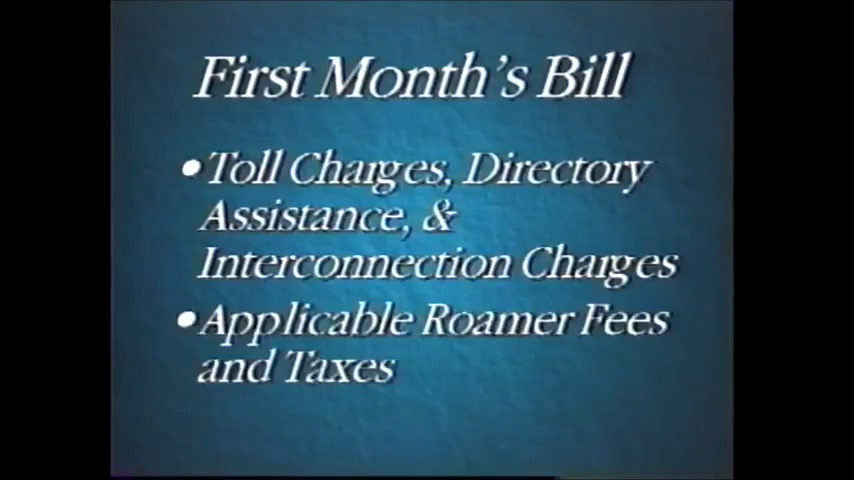 First Month's Bill
•Toll Charges, Directory
Assistance, &
Interconnection Charges
•Applicable Roamer Fees
and Taxes